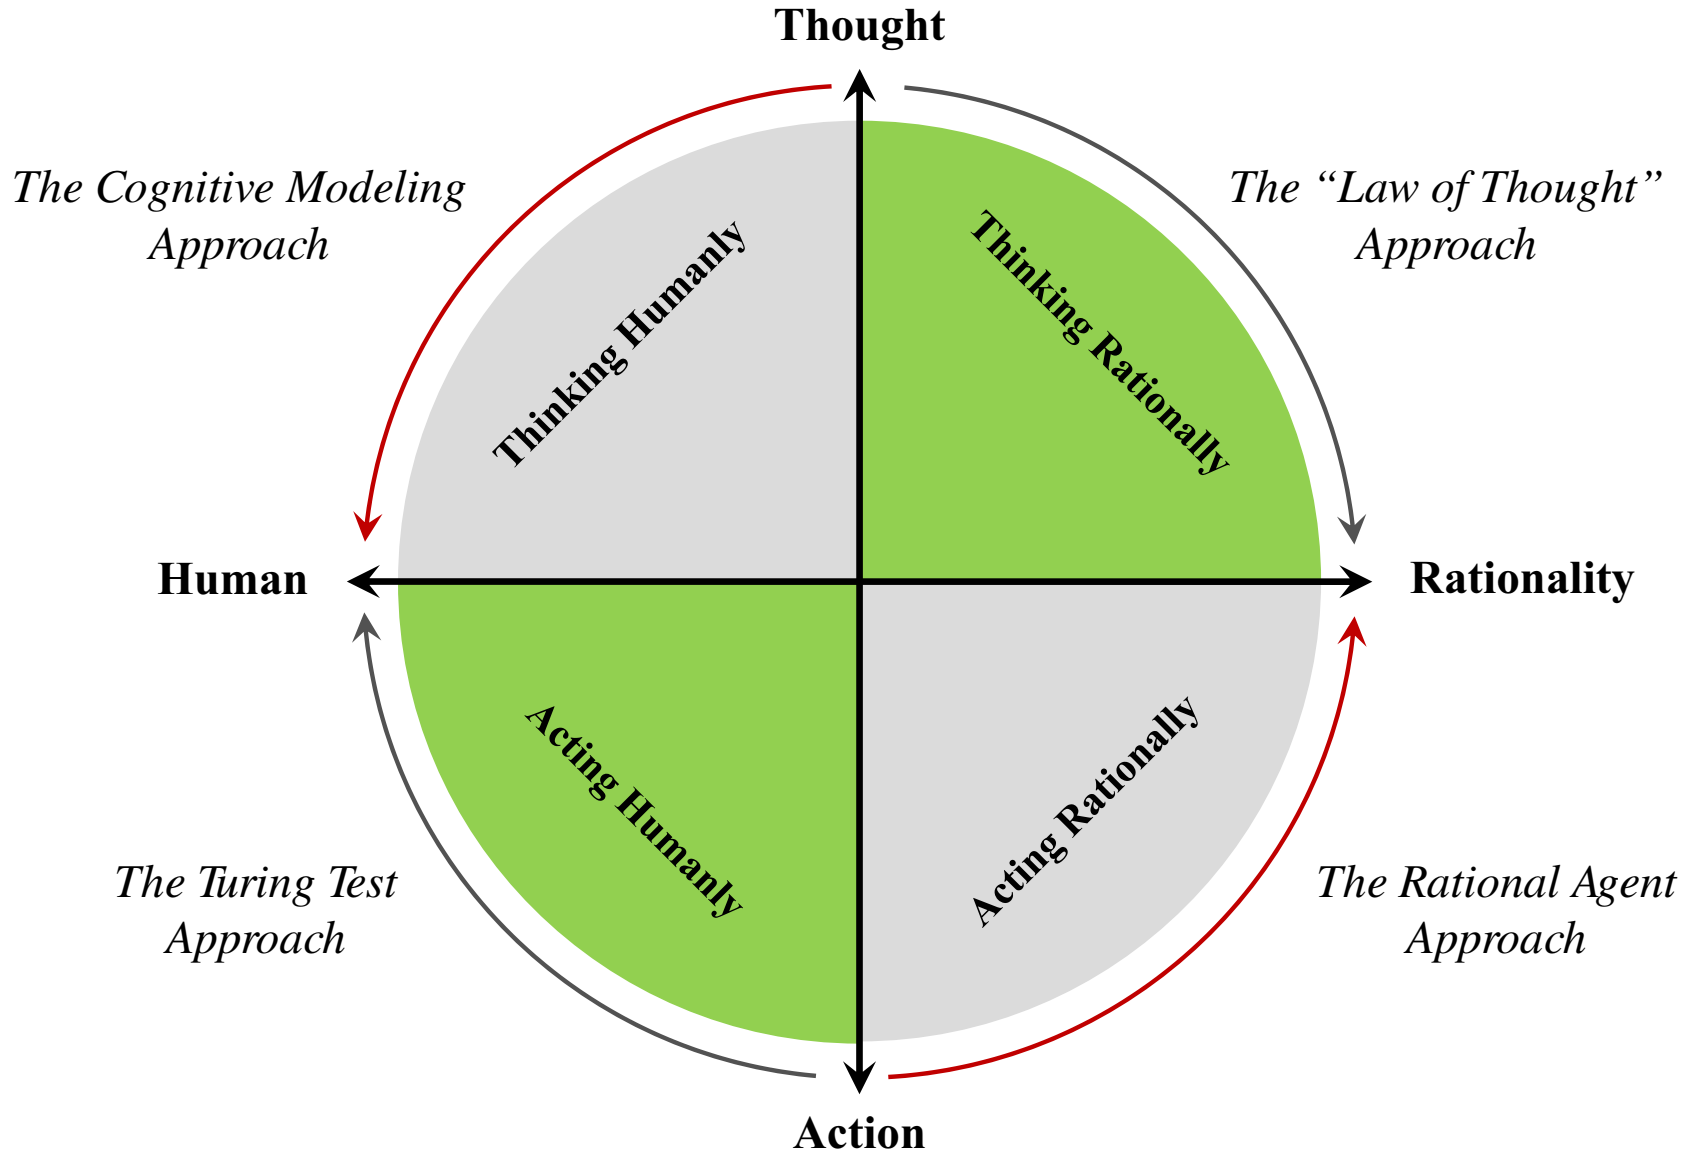 Thought
The Cognitive Modeling
Approach
The “Law of Thought”
Approach
Thinking Humanly
Thinking Rationally
Human
Rationality
Acting Humanly
Acting Rationally
The Turing Test
Approach
The Rational Agent
Approach
Action